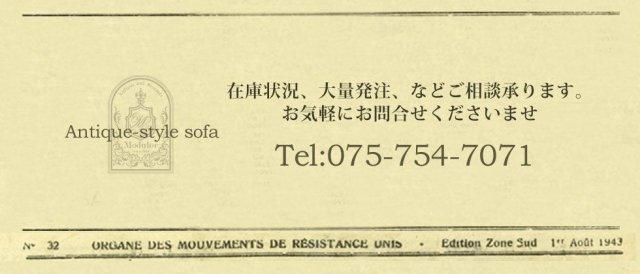 在庫状況、大量発注、などご相談承ります。
お気軽にお問合せくださいませ
Antique-style sofa
Modulor
Tel:075-754-7071
N° 32 ORGANE DES MOUVEMENTS DE RÉSISTANCE UNIS • Edition Zone Sud 1er Août 1943